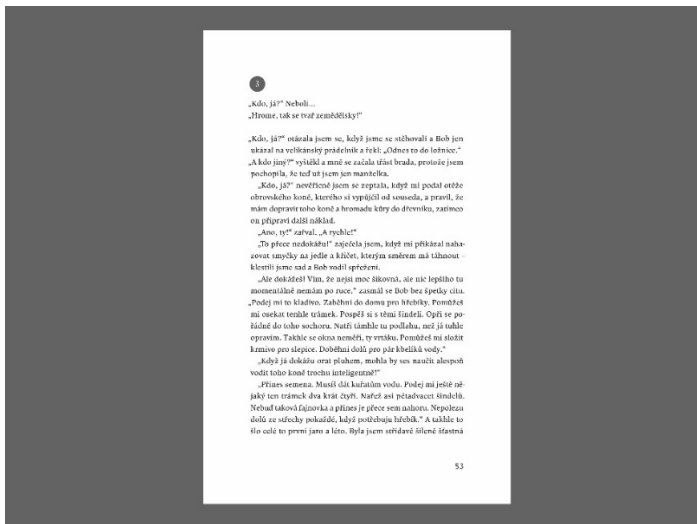 3
„Kdo, já?“ Neboli...
„Hrome, tak se tvař zemědělsky!“
„Kdo, já?“ otázala jsem se, když jsme se stěhovali a Bob jen
ukázal na velikánský prádelník a řekl: „Odnes to do ložnice.“
„A kdo jiný?“ vyštěkl a mně se začala třást brada, protože jsem
pochopila, že teď už jsem jen manželka.
„Kdo, já?“ nevěřícně jsem se zeptala, když mi podal otěže
obrovského koně, kterého si vypůjčil od souseda, a pravil, že
mám dopravit toho koně a hromadu kůry do dřevníku, zatímco
on připraví další náklad.
„Ano, ty!“ zařval. „A rychle!“
„To přece nedokážu!“ zaječela jsem, když mi přikázal naha-
zovat smyčky na jedle a křičet, kterým směrem má táhnout –
klestili jsme sad a Bob vodil spřežení.
„Ale dokážeš! Vím, že nejsi moc šikovná, ale nic lepšího tu
momentálně nemám po ruce,“ zasmál se Bob bez špetky citu.
„Podej mi to kladivo. Zaběhni do domu pro hřebíky. Pomůžeš
mi osekat tenhle trámek. Pospěš si s těmi šindeli. Opři se po-
řádně do toho sochoru. Natři támhle tu podlahu, než já tuhle
opravím. Takhle se okna neměří, ty vrtáku. Pomůžeš mi složit
krmivo pro slepice. Doběhni dolů pro pár kbelíků vody.“
„Když já dokážu orat pluhem, mohla by ses naučit alespoň
vodit toho koně trochu inteligentně!“
„Přines semena. Musíš dát kuřatům vodu. Podej mi ještě ně-
jaký ten trámek dva krát čtyři. Nařež asi pětadvacet šindelů.
Nebuď taková fajnovka a přines je přece sem nahoru. Nepolezu
dolů ze střechy pokaždé, když potřebuju hřebík.“ A takhle to
šlo celé to první jaro a léto. Byla jsem střídavě šíleně šťastná
53